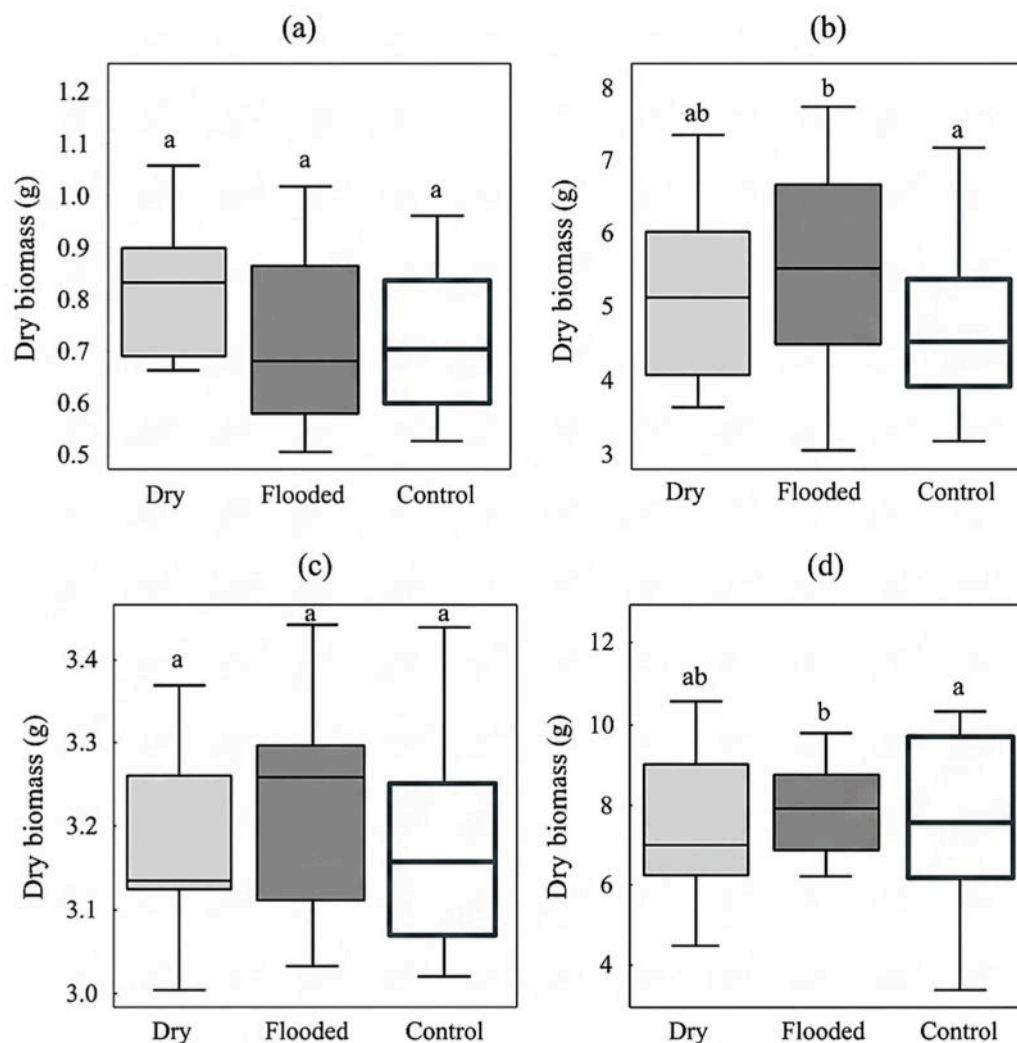 (a)
Dry biomass (g)
1.2
1.1
1.0
0.9
0.8
0.7
0.6
0.5
a
a
a
Dry Flooded Control
(b)
Dry biomass (g)
8
7
6
5
4
3
ab
b
a
Dry Flooded Control
(c)
Dry biomass (g)
3.4
3.3
3.2
3.1
3.0
a
a
a
Dry Flooded Control
(d)
Dry biomass (g)
12
10
8
6
4
ab
b
a
Dry Flooded Control